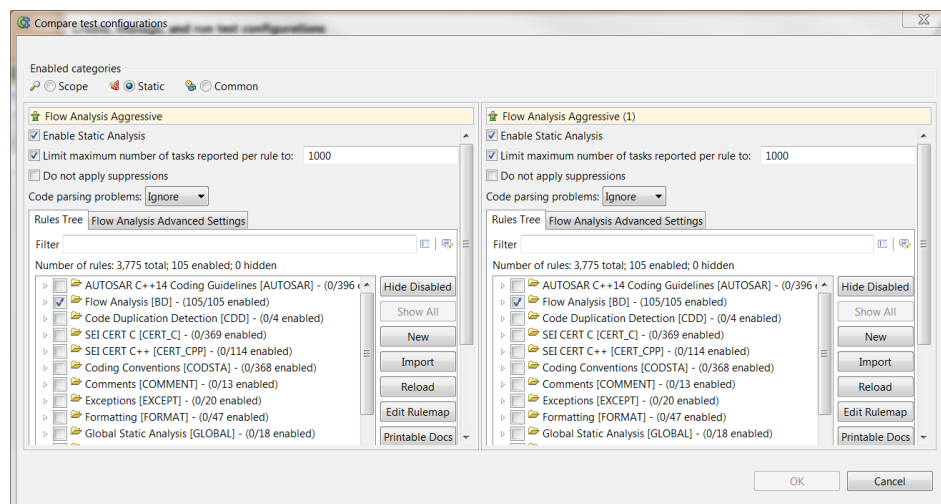 Compare test configurations
Create, manage, and run test configurations
Enabled categories
Scope Static Common
Flow Analysis Aggressive
Enable Static Analysis
Limit maximum number of tasks reported per rule to: 1000
Do not apply suppressions
Code parsing problems: Ignore
Rules Tree Flow Analysis Advanced Settings
Filter
Number of rules: 3,775 total; 105 enabled; 0 hidden
AUTOSAR C++14 Coding Guidelines [AUTOSAR] - (0/396
Flow Analysis [BD] - (105/105 enabled)
Code Duplication Detection [CDD] - (0/4 enabled)
SEI CERT C [CERT_C] - (0/369 enabled)
SEI CERT C++ [CERT_CPP] - (0/114 enabled)
Coding Conventions [CODSTA] - (0/368 enabled)
Comments [COMMENT] - (0/13 enabled)
Exceptions [EXCEPT] - (0/20 enabled)
Formatting [FORMAT] - (0/47 enabled)
Global Static Analysis [GLOBAL] - (0/18 enabled)
Hide Disabled
Show All
New
Import
Reload
Edit Rulemap
Printable Docs
Flow Analysis Aggressive (1)
Enable Static Analysis
Limit maximum number of tasks reported per rule to: 1000
Do not apply suppressions
Code parsing problems: Ignore
Rules Tree Flow Analysis Advanced Settings
Filter
Number of rules: 3,775 total; 105 enabled; 0 hidden
AUTOSAR C++14 Coding Guidelines [AUTOSAR] - (0/396
Flow Analysis [BD] - (105/105 enabled)
Code Duplication Detection [CDD] - (0/4 enabled)
SEI CERT C [CERT_C] - (0/369 enabled)
SEI CERT C++ [CERT_CPP] - (0/114 enabled)
Coding Conventions [CODSTA] - (0/368 enabled)
Comments [COMMENT] - (0/13 enabled)
Exceptions [EXCEPT] - (0/20 enabled)
Formatting [FORMAT] - (0/47 enabled)
Global Static Analysis [GLOBAL] - (0/18 enabled)
Hide Disabled
Show All
New
Import
Reload
Edit Rulemap
Printable Docs
OK Cancel